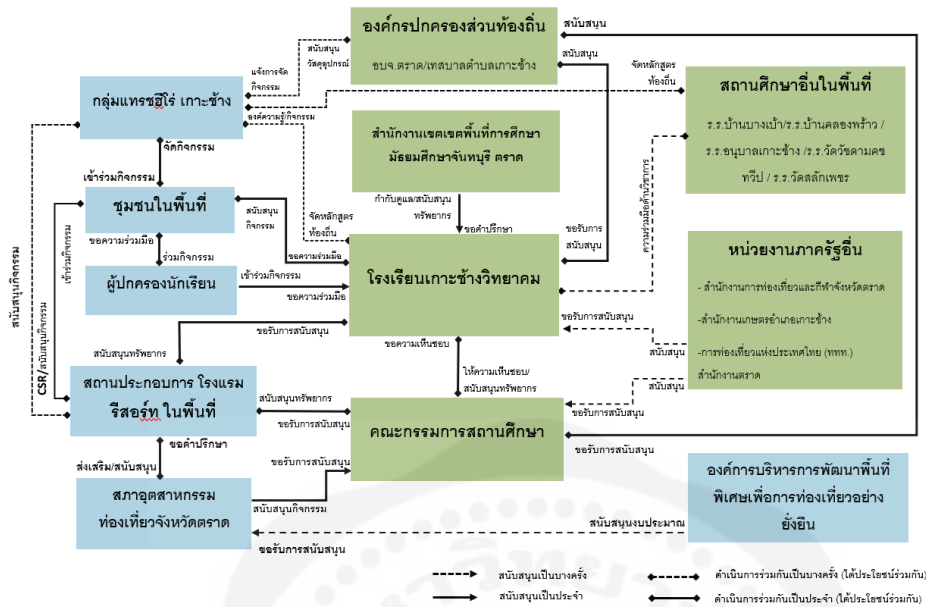 องค์กรปกครองส่วนท้องถิ่น
อบจ.ตราด/เทสบาลตำบลเกาะช้าง
สนับสนุน
สนับสนุน
สนับสนุน
วัสดุอุปกรณ์
แจ้งการจัด
กิจกรรม
องค์ความรู้/กิจกรรม
จัดหลักสูตร
ท้องถิ่น
กลุ่มแทรชฮีโร่ เกาะช้าง
สถานศึกษาอื่นในพื้นที่
ร.ร.บ้านบางเบ้า/ร.ร.บ้านคลองพร้าว /
ร.ร.อนุบาลเกาะช้าง /ร.ร.วัดวัชคามคช
ทวีป / ร.ร.วัดสลักเพชร
สำนักงานเขตเขตพื้นที่การศึกษา
มัธยมศึกษาจันทบุรี ตราด
จัดกิจกรรม
เข้าร่วมกิจกรรม
กำกับดูแล/สนับสนุน
ทรัพยากร
ขอคำปรึกษา
ความร่วมมือด้านวิชาการ
ชุมชนในพื้นที่
สนับสนุน
กิจกรรม
จัดหลักสูตร
ท้องถิ่น
ขอรับการ
สนับสนุน
ขอความร่วมมือ
ร่วมกิจกรรม
ขอความร่วมมือ
เข้าร่วมกิจกรรม
สนับสนุนกิจกรรม
CSR/สนับสนุนกิจกรรม
ผู้ปกครองนักเรียน
เข้าร่วมกิจกรรม
ขอความร่วมมือ
โรงเรียนเกาะช้างวิทยาคม
หน่วยงานภาครัฐอื่น
- สำนักงานการท่องเที่ยวและกีฬาจังหวัดตราด
-สำนักงานเกษตรอำเภอเกาะช้าง
-การท่องเที่ยวแห่งประเทศไทย (ททท.)
สำนักงานตราด
ขอรับการสนับสนุน
ขอรับการสนับสนุน
สนับสนุน
สนับสนุนทรัพยากร
ขอความเห็นชอบ
ให้ความเห็นชอบ/
สนับสนุนทรัพยากร
สนับสนุน
ขอรับการสนับสนุน
สถานประกอบการ โรงแรม
รีสอร์ท ในพื้นที่
สนับสนุนทรัพยากร
ขอรับการสนับสนุน
คณะกรรมการสถานศึกษา
ขอรับการสนับสนุน
ขอคำปรึกษา
ส่งเสริม/สนับสนุน
ขอรับการสนับสนุน
สนับสนุนกิจกรรม
สภาอุตสาหกรรม
ท่องเที่ยวจังหวัดตราด
องค์การบริหารการพัฒนาพื้นที่
พิเศษเพื่อการท่องเที่ยวอย่าง
ยั่งยืน
สนับสนุนงบประมาณ
ขอรับการสนับสนุน
สนับสนุนเป็นบางครั้ง
ดำเนินการร่วมกันเป็นบางครั้ง (ได้ประโยชน์ร่วมกัน)
สนับสนุนเป็นประจำ
ดำเนินการร่วมกันเป็นประจำ (ได้ประโยชน์ร่วมกัน)